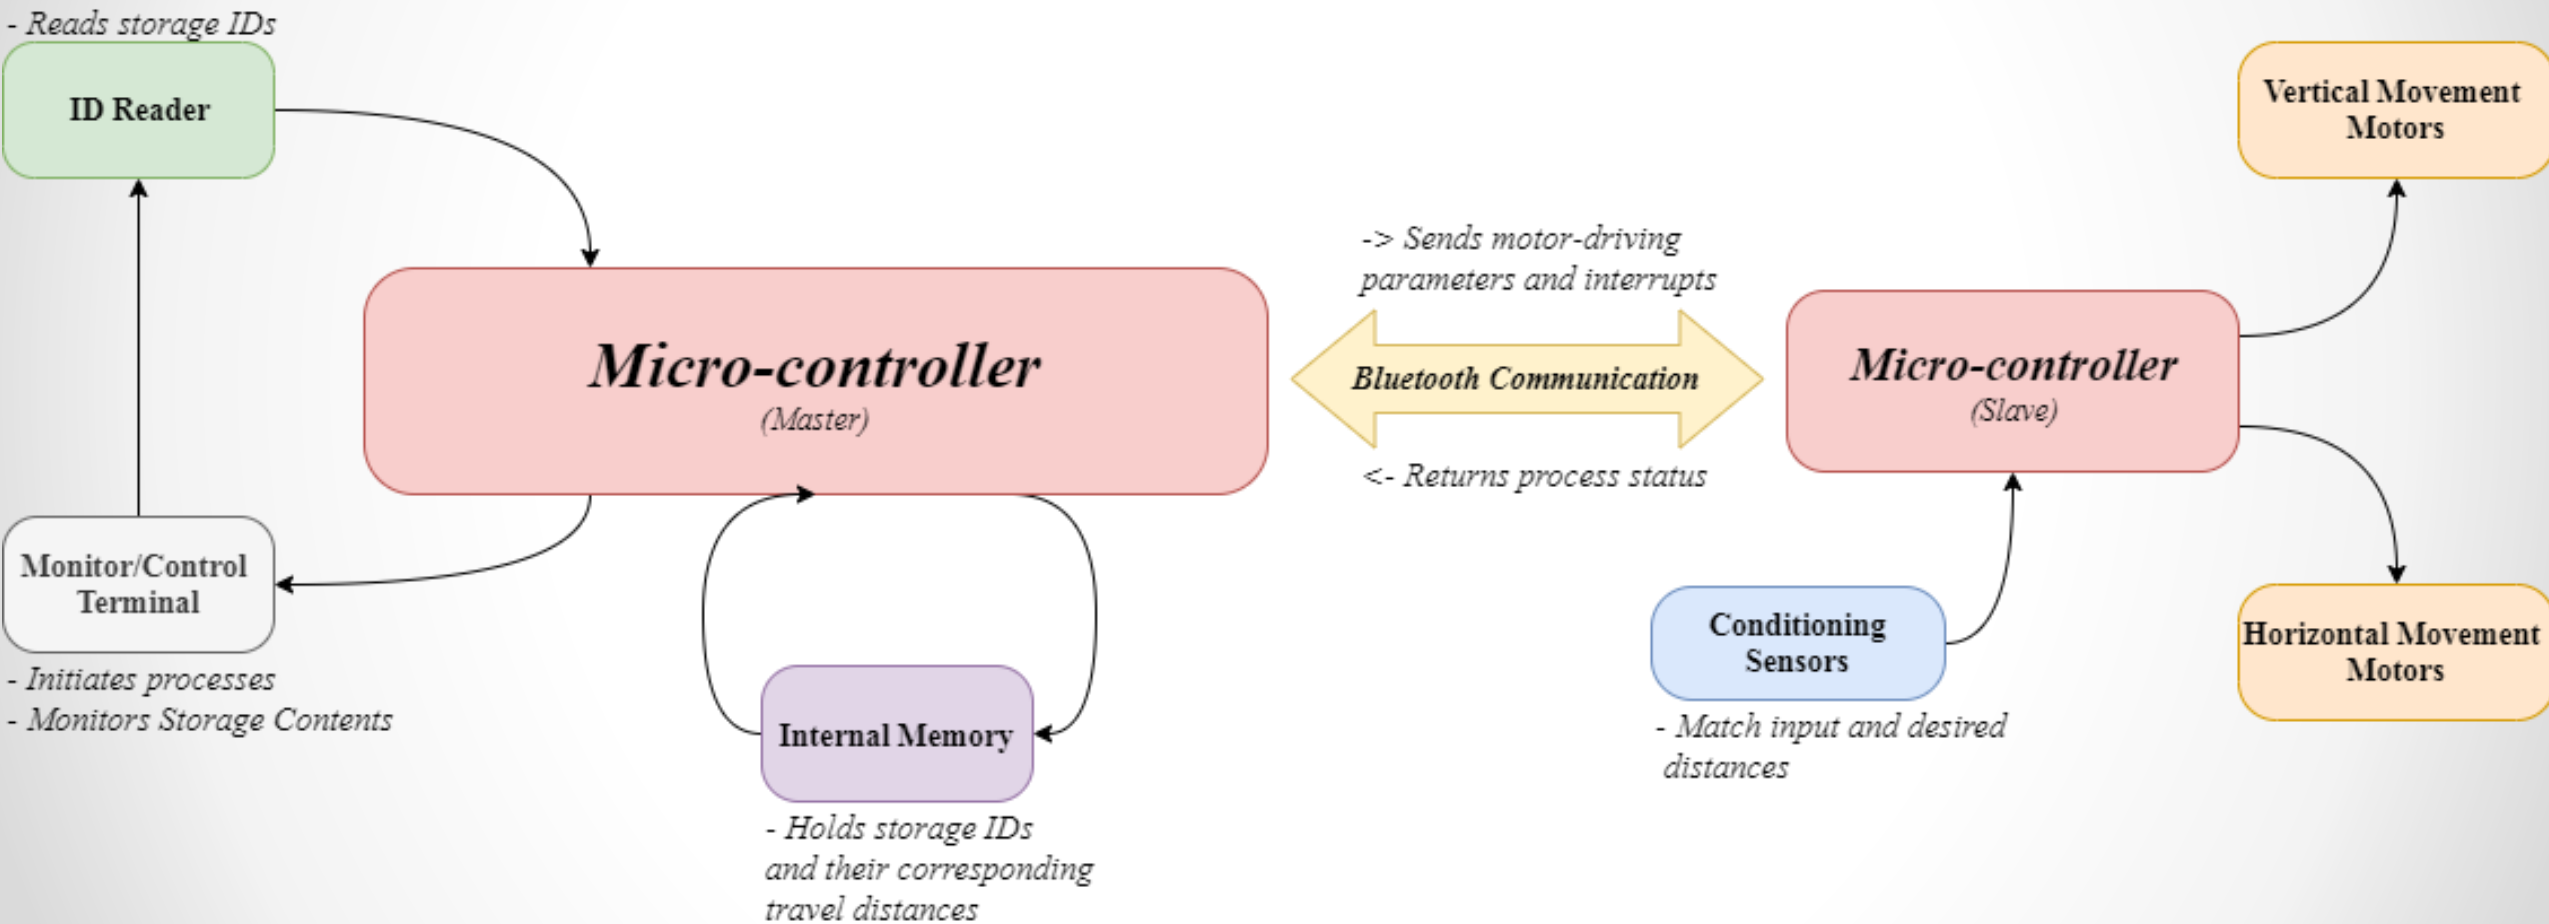 - Reads storage IDs
ID Reader
Vertical Movement
Motors
-> Sends motor-driving
parameters and interrupts
Micro-controller
(Master)
Bluetooth Communication
Micro-controller
(Slave)
<- Returns process status
Monitor/Control
Terminal
- Initiates processes
- Monitors Storage Contents
Internal Memory
- Holds storage IDs
and their corresponding
travel distances
Conditioning
Sensors
- Match input and desired
distances
Horizontal Movement
Motors